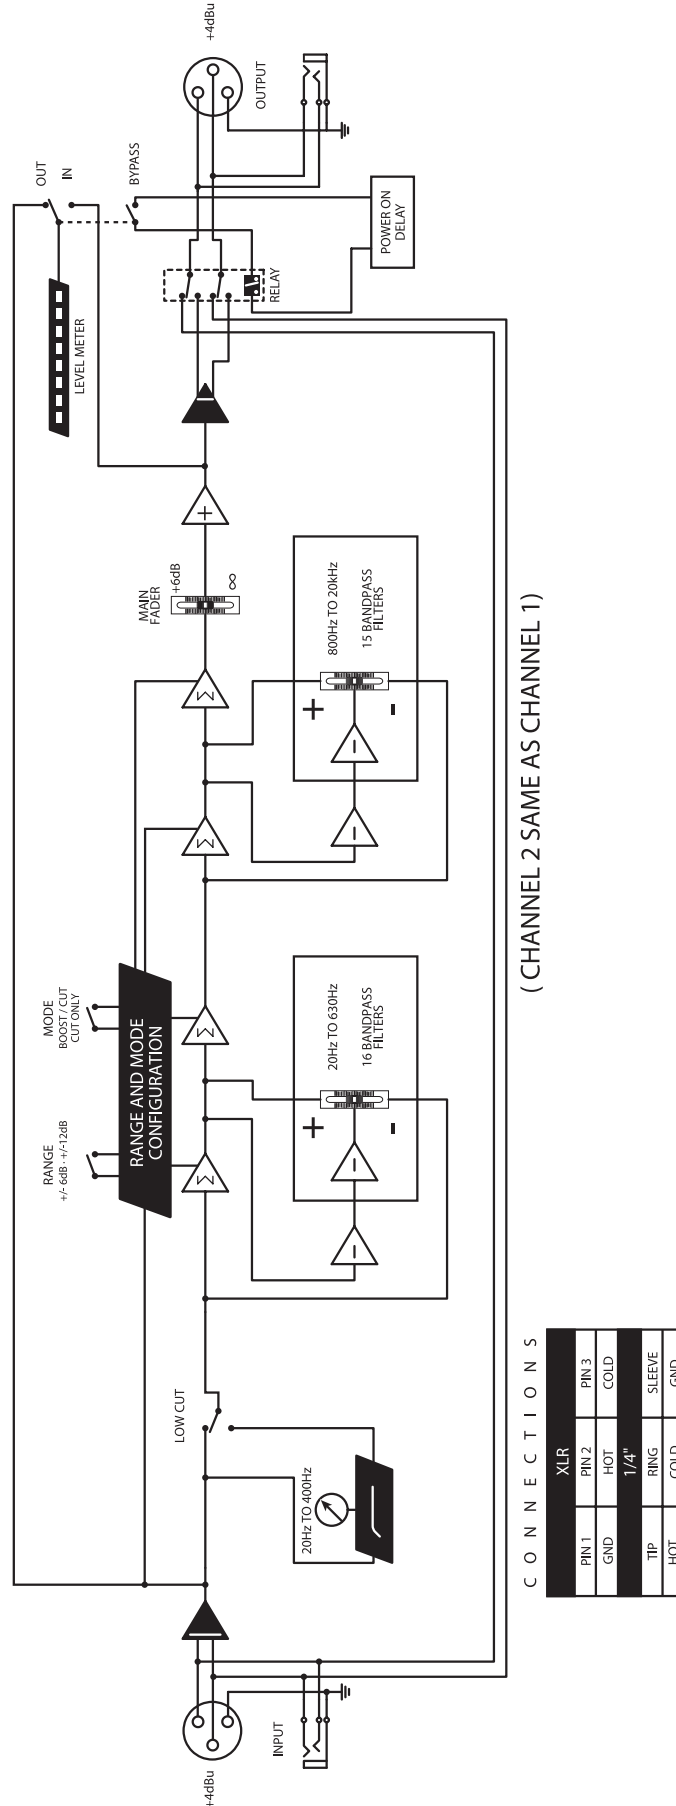 +4dBu
INPUT
20Hz TO 400Hz
LOW CUT
RANGE
+/- 6dB · +/-12dB
MODE
BOOST / CUT
CUT ONLY
RANGE AND MODE
CONFIGURATION
Σ
Σ
20Hz TO 630Hz
16 BANDPASS
FILTERS
+
-
Σ
Σ
800Hz TO 20kHz
15 BANDPASS
FILTERS
+
-
MAIN
FADER
+6dB
∞
+
LEVEL METER
OUT
IN
BYPASS
RELAY
POWER ON
DELAY
OUTPUT
+4dBu
( CHANNEL 2 SAME AS CHANNEL 1)
CONNECTIONS
XLR
PIN 1 PIN 2 PIN 3
GND HOT COLD
1/4"
TIP RING SLEEVE
HOT COLD GND